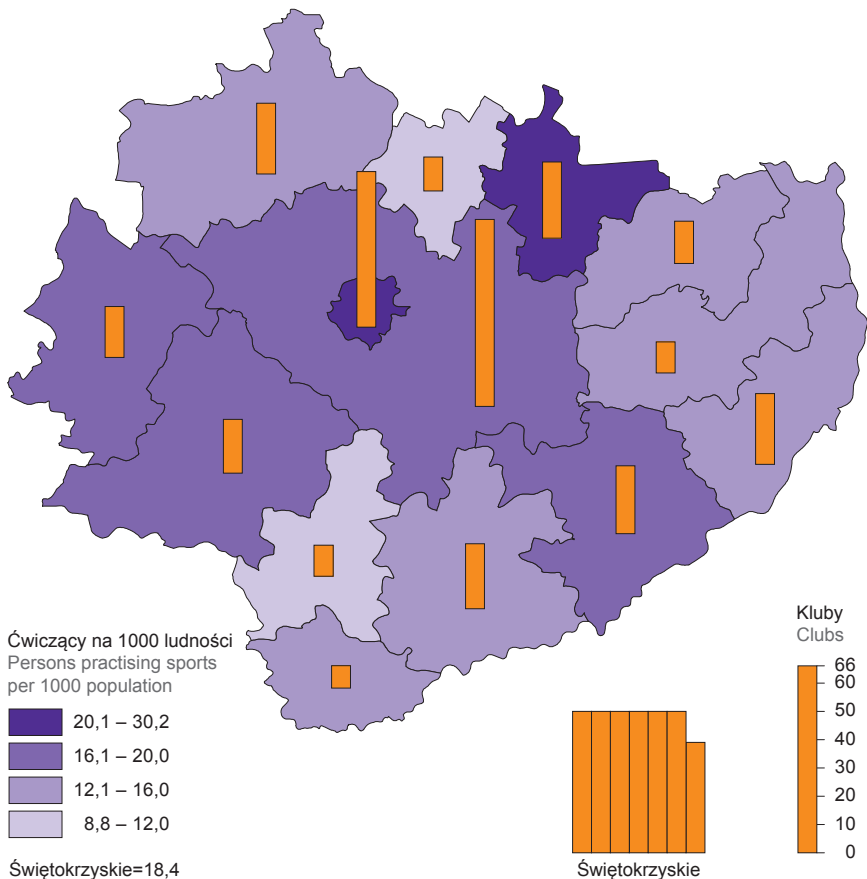 Ćwiczący na 1000 ludności
Persons practising sports
per 1000 population
20,1 – 30,2
16,1 – 20,0
12,1 – 16,0
8,8 – 12,0
Świętokrzyskie=18,4
Świętokrzyskie
Kluby
Clubs
66
60
50
40
30
20
10
0